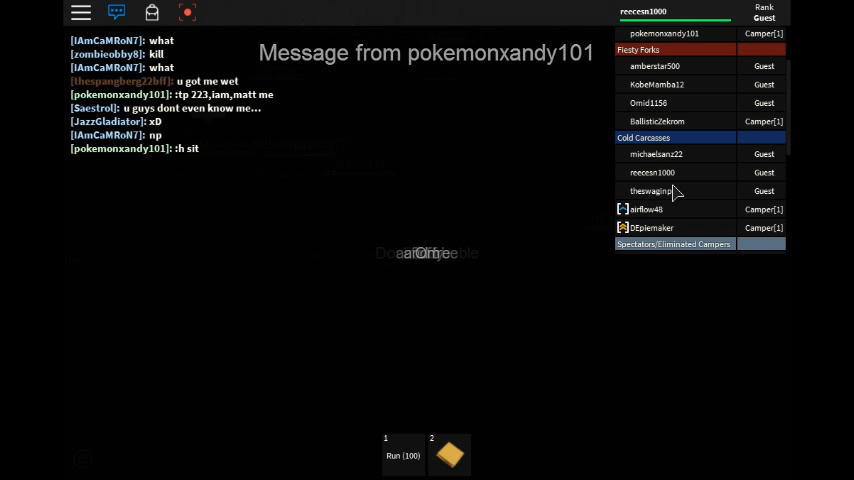 reecesn1000
Rank
Guest
[IAmCaMRoN7]: what
[zombieobby8]: kill
[IAmCaMRoN7]: what
[thespangberg22bff]: u got me wet
[pokemonxandy101]: :tp 223,iam,matt me
[Saestrol]: u guys dont even know me...
[JazzGladiator]: xD
[IAmCaMRoN7]: np
[pokemonxandy101]: :h sit
Message from pokemonxandy101
pokemonxandy101 Camper[1]
Fiesty Forks
amberstar500 Guest
KobeMamba12 Guest
Omid1156 Guest
BallisticZekrom Camper[1]
Cold Carcasses
michaelsanz22 Guest
reecesn1000 Guest
theswaginp Guest
airflow48 Camper[1]
DEpiemaker Camper[1]
Spectators/Eliminated Campers
1
Run (100)
2